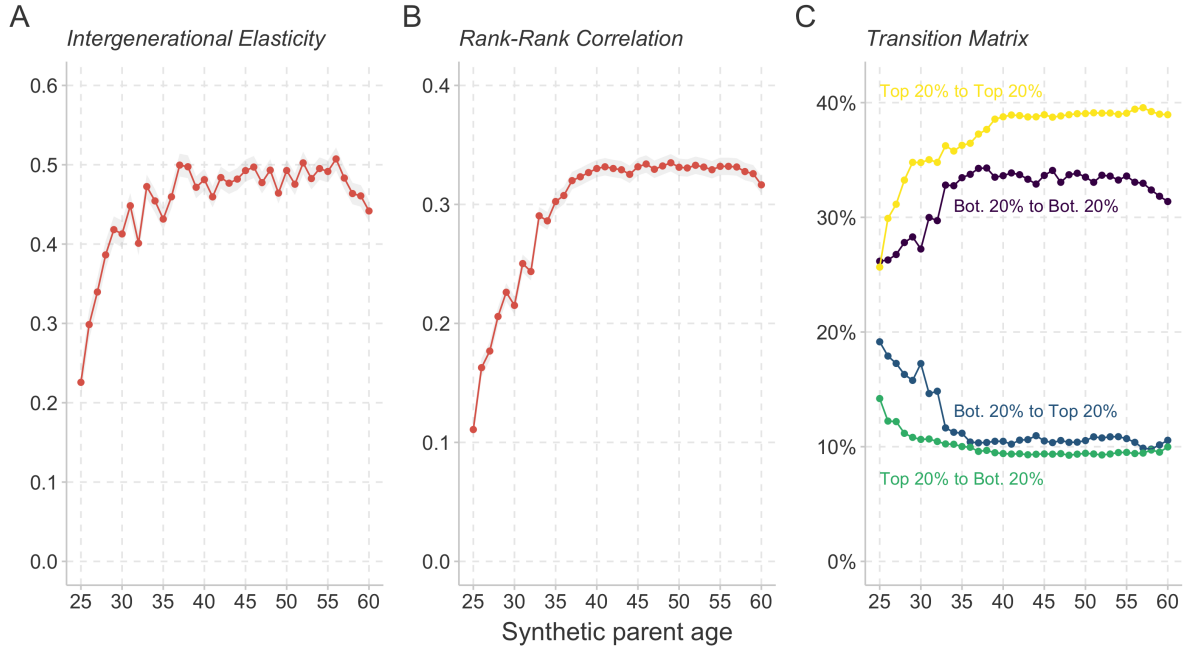 A
Intergenerational Elasticity
0.6
0.5
0.4
0.3
0.2
0.1
0.0
25 30 35 40 45 50 55 60
B
Rank-Rank Correlation
0.4
0.3
0.2
0.1
0.0
25 30 35 40 45 50 55 60
Synthetic parent age
C
Transition Matrix
Top 20% to Top 20%
40%
Bot. 20% to Bot. 20%
30%
20%
Bot. 20% to Top 20%
10%
Top 20% to Bot. 20%
0%
25 30 35 40 45 50 55 60